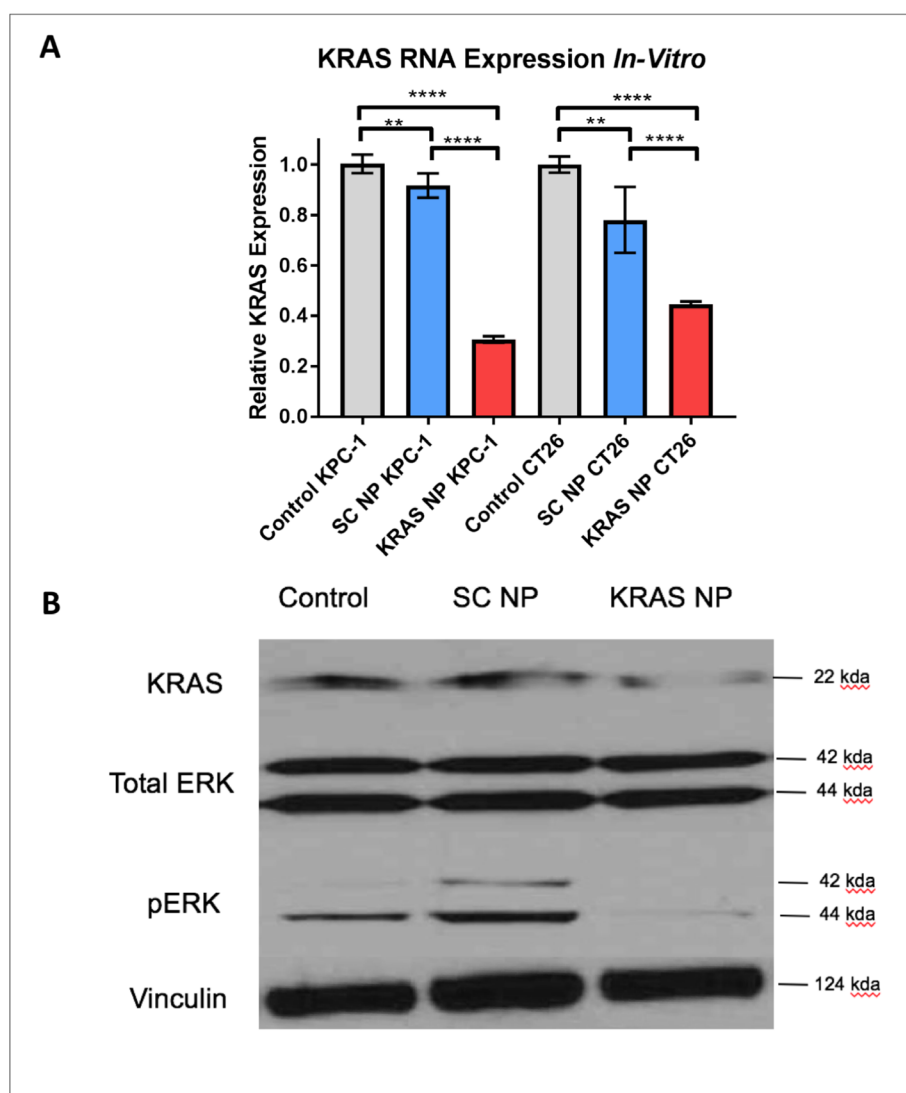 A
KRAS RNA Expression In-Vitro
****
**
****
****
**
****
Relative KRAS Expression
1.0
0.8
0.6
0.4
0.2
0.0
Control KPC-1
SC NP KPC-1
KRAS NP KPC-1
Control CT26
SC NP CT26
KRAS NP CT26
B
Control SC NP KRAS NP
KRAS 22 kda
Total ERK 42 kda
44 kda
pERK 42 kda
44 kda
Vinculin 124 kda